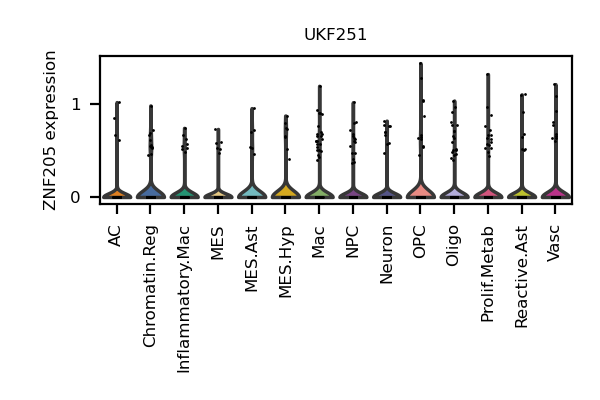 UKF251
ZNF205 expression
1
0
AC
Chromatin.Reg
Inflammatory.Mac
MES
MES.Ast
MES.Hyp
Mac
NPC
Neuron
OPC
Oligo
Prolif.Metab
Reactive.Ast
Vasc